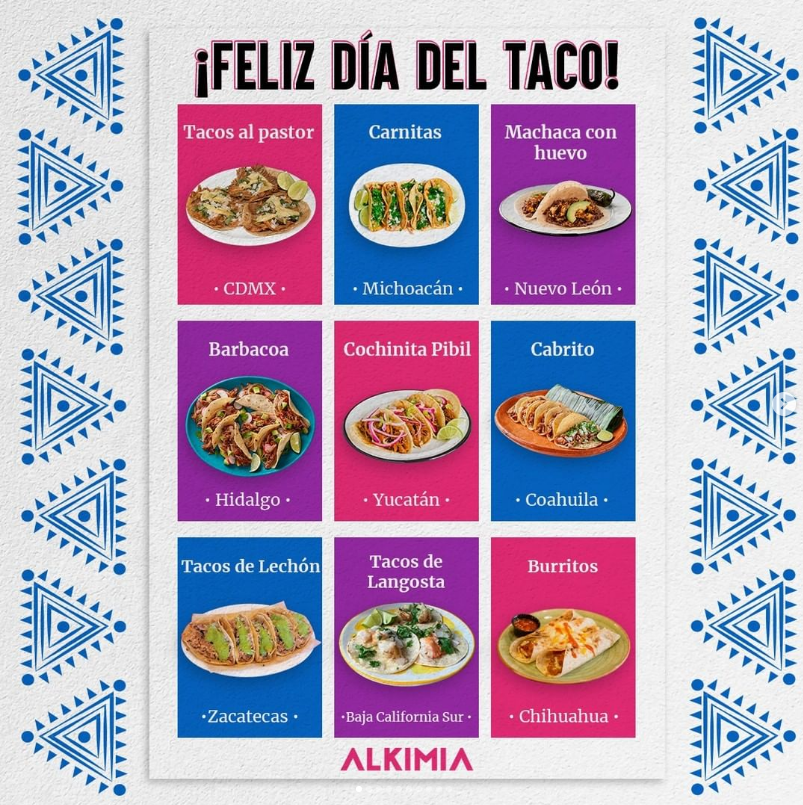 ¡FELIZ DÍA DEL TACO!
Tacos al pastor
• CDMX •
Carnitas
• Michoacán •
Machaca con
huevo
• Nuevo León •
Barbacoa
• Hidalgo •
Cochinita Pibil
• Yucatán •
Cabrito
• Coahuila •
Tacos de Lechón
•Zacatecas •
Tacos de
Langosta
•Baja California Sur •
Burritos
• Chihuahua •
ALKIMIA